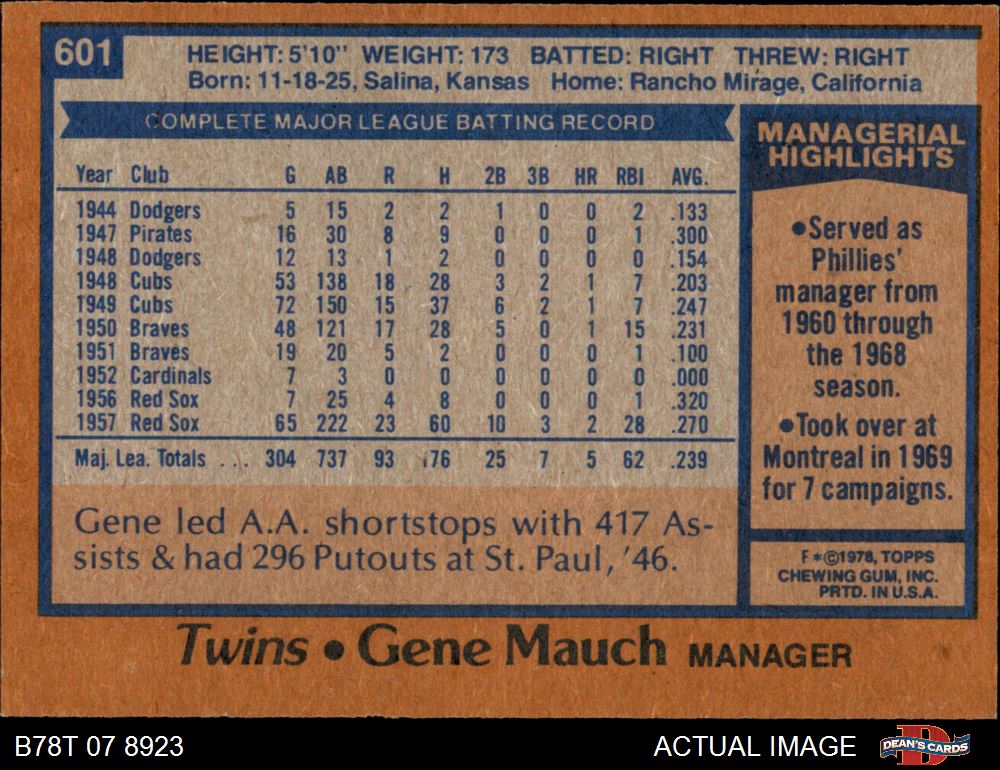 601
HEIGHT: 5'10" WEIGHT: 173 BATTED: RIGHT THREW: RIGHT
Born: 11-18-25, Salina, Kansas Home: Rancho Mirage, California
COMPLETE MAJOR LEAGUE BATTING RECORD
Year Club G AB R H 2B 3B HR RBI AVG.
1944 Dodgers 5 15 2 2 1 0 0 2 .133
1947 Pirates 16 30 8 9 0 0 0 1 .300
1948 Dodgers 12 13 1 2 0 0 0 0 .154
1948 Cubs 53 138 18 28 3 2 1 7 .203
1949 Cubs 72 150 15 37 6 2 1 7 .247
1950 Braves 48 121 17 28 5 0 1 15 .231
1951 Braves 19 20 5 2 0 0 0 1 .100
1952 Cardinals 7 3 0 0 0 0 0 0 .000
1956 Red Sox 7 25 4 8 0 0 0 1 .320
1957 Red Sox 65 222 23 60 10 3 2 28 .270
Maj. Lea. Totals ... 304 737 93 176 25 7 5 62 .239
Gene led A.A. shortstops with 417 As-
sists & had 296 Putouts at St. Paul, '46.
MANAGERIAL
HIGHLIGHTS
•Served as
Phillies'
manager from
1960 through
the 1968
season.
•Took over at
Montreal in 1969
for 7 campaigns.
F*©1978, TOPPS
CHEWING GUM, INC.
PRTD. IN U.S.A.
Twins • Gene Mauch MANAGER
B78T 07 8923
ACTUAL IMAGE
DEAN'S CARDS